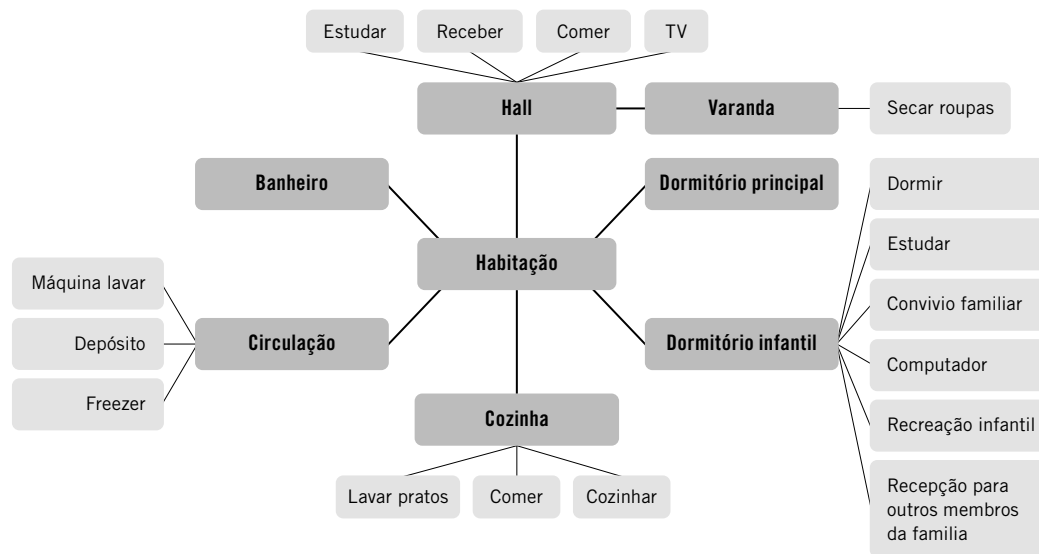 Estudar
Receber
Comer
TV
Hall
Varanda
Secar roupas
Banheiro
Dormitório principal
Dormir
Estudar
Habitação
Máquina lavar
Convivio familiar
Depósito
Circulação
Dormitório infantil
Computador
Freezer
Cozinha
Recreação infantil
Lavar pratos
Comer
Cozinhar
Recepção para
outros membros
da familia